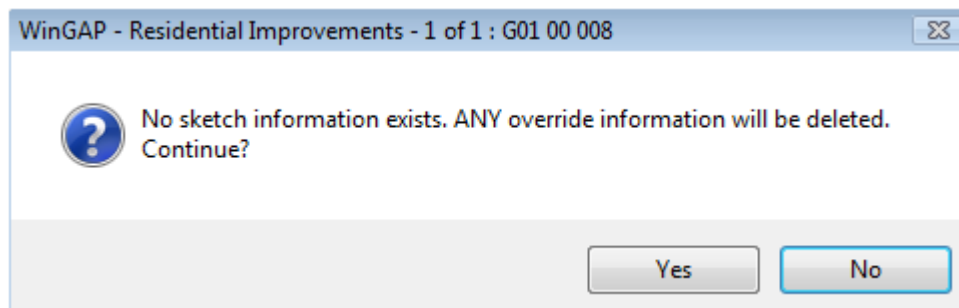 WinGAP - Residential Improvements - 1 of 1 : G01 00 008
No sketch information exists. ANY override information will be deleted.
Continue?
Yes
No